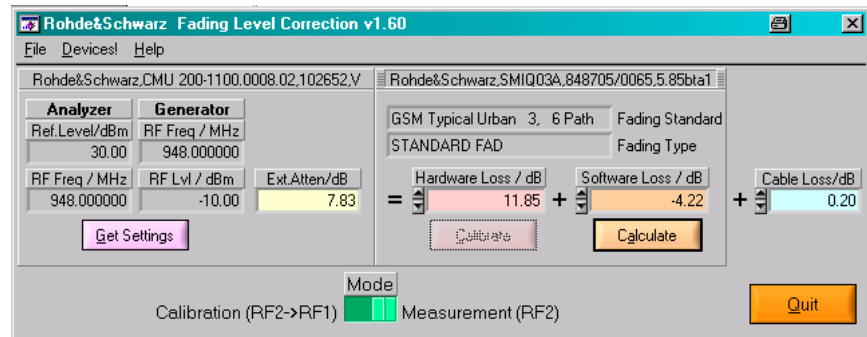 Rohde&Schwarz Fading Level Correction v1.60
File Devices! Help
Rohde&Schwarz,CMU 200-1100.0008.02,102652,V
Rohde&Schwarz,SMIQ03A,848705/0065,5.85bta1
Analyzer Generator
Ref.Level/dBm RF Freq / MHz
30.00 948.000000
RF Freq / MHz RF Lvl / dBm Ext.Atten/dB
948.000000 -10.00 7.83
Get Settings
GSM Typical Urban 3, 6 Path Fading Standard
STANDARD FAD Fading Type
Hardware Loss / dB Software Loss / dB Cable Loss/dB
= 11.85 + -4.22 + 0.20
Calibrate Calculate
Mode
Calibration (RF2->RF1) Measurement (RF2)
Quit